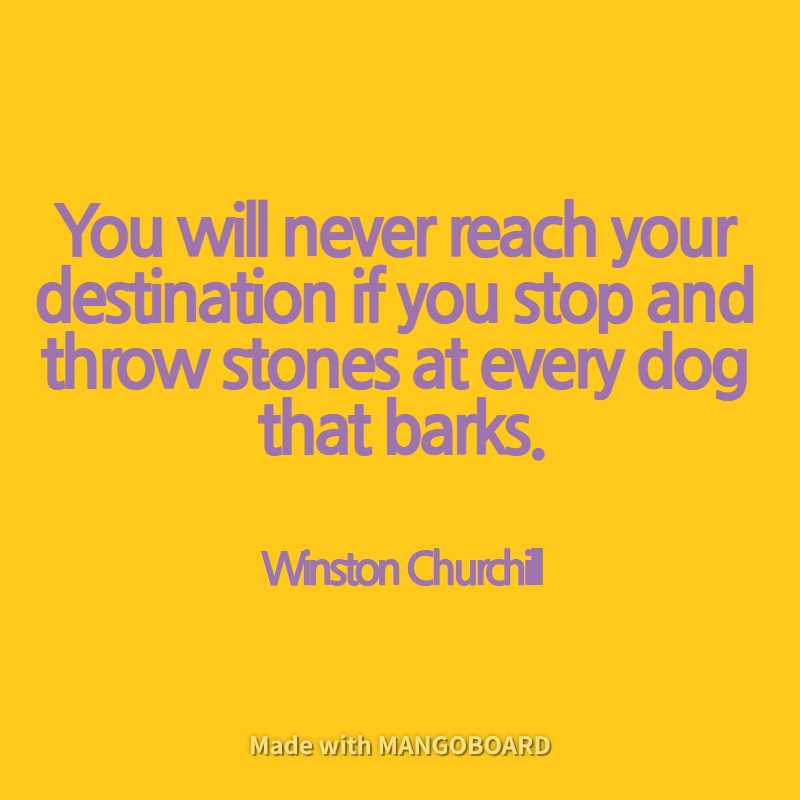 You will never reach your
destination if you stop and
throw stones at every dog
that barks.
Winston Churchill
Made with MANGOBOARD